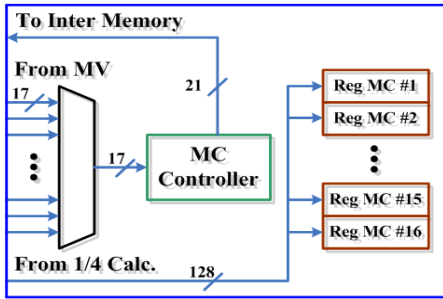 To Inter Memory
From MV
17
21
17
MC
Controller
Reg MC #1
Reg MC #2
Reg MC #15
Reg MC #16
From 1/4 Calc.
128